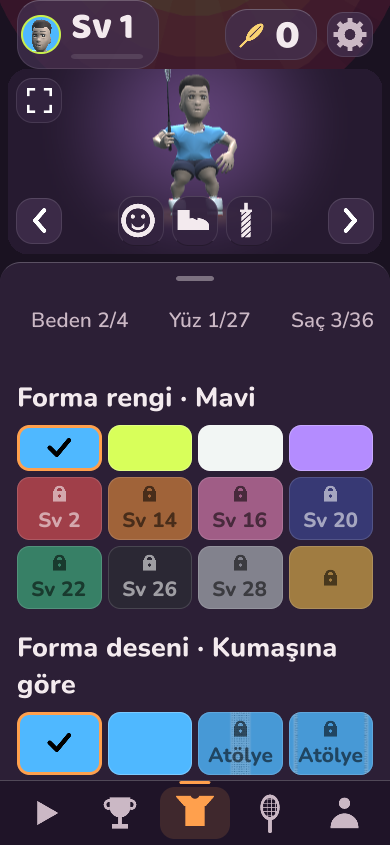 Sv 1
0
Beden 2/4 Yüz 1/27 Saç 3/36
Forma rengi · Mavi
Sv 2 Sv 14 Sv 16 Sv 20
Sv 22 Sv 26 Sv 28
Forma deseni · Kumaşına
göre
Atölye Atölye